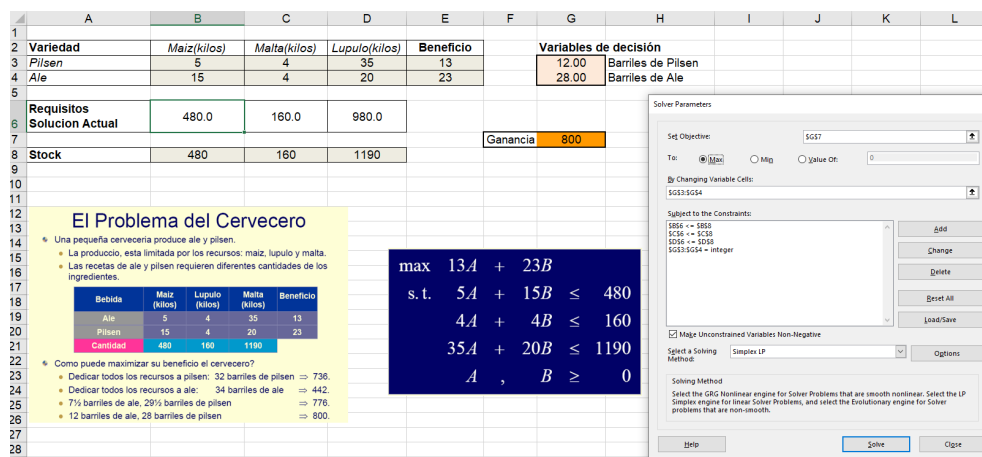 A B C D E F G H I J K L
1
2 Variedad Maiz(kilos) Malta(kilos) Lupulo(kilos) Beneficio Variables de decisión
3 Pilsen 5 4 35 13 12.00 Barriles de Pilsen
4 Ale 15 4 20 23 28.00 Barriles de Ale
5
Requisitos
6 Solucion Actual 480.0 160.0 980.0
7 Ganancia 800
8 Stock 480 160 1190
9
10
11
12
13
14
15
16
17
18
19
20
21
22
23
24
25
26
27
28
El Problema del Cervecero
Una pequeña cerveceria produce ale y pilsen.
La produccio, esta limitada por los recursos: maiz, lupulo y malta.
Las recetas de ale y pilsen requieren diferentes cantidades de los
ingredientes.
Bebida Maiz (kilos) Lupulo (kilos) Malta (kilos) Beneficio
Ale 5 4 35 13
Pilsen 15 4 20 23
Cantidad 480 160 1190
Como puede maximizar su beneficio el cervecero?
Dedicar todos los recursos a pilsen: 32 barriles de pilsen ⇒ 736.
Dedicar todos los recursos a ale: 34 barriles de ale ⇒ 442.
7½ barriles de ale, 29½ barriles de pilsen ⇒ 776.
12 barriles de ale, 28 barriles de pilsen ⇒ 800.
max 13A + 23B
s. t. 5A + 15B ≤ 480
4A + 4B ≤ 160
35A + 20B ≤ 1190
A , B ≥ 0
Solver Parameters
Set Objective: $G$7
To: Max Min Value Of: 0
By Changing Variable Cells:
$G$3:$G$4
Subject to the Constraints:
$B$6 <= $B$8
$C$6 <= $C$8
$D$6 <= $D$8
$G$3:$G$4 = integer
Add
Change
Delete
Reset All
Load/Save
Make Unconstrained Variables Non-Negative
Select a Solving Method: Simplex LP Options
Solving Method
Select the GRG Nonlinear engine for Solver Problems that are smooth nonlinear. Select the LP
Simplex engine for linear Solver Problems, and select the Evolutionary engine for Solver
problems that are non-smooth.
Help Solve Close